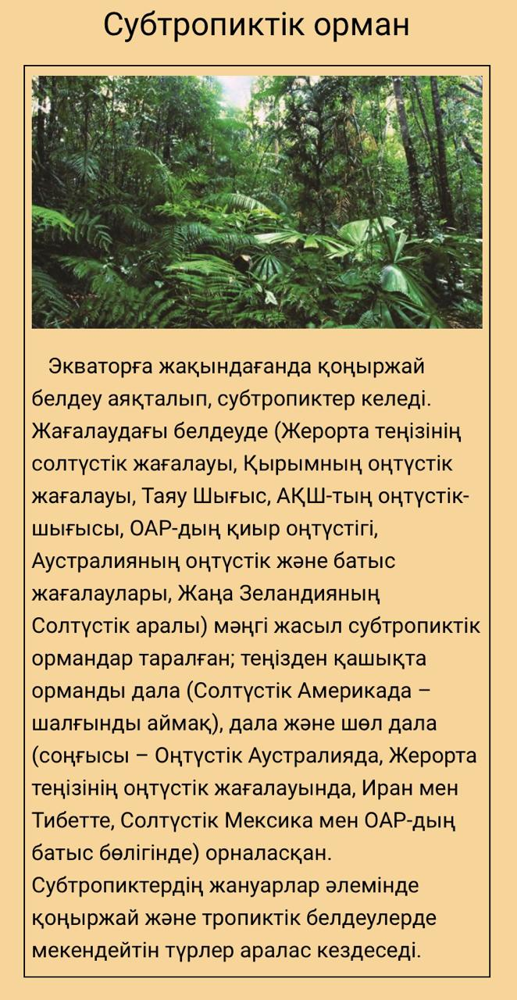 Субтропиктік орман
Экваторға жақындағанда қоңыржай
белдеу аяқталып, субтропиктер келеді.
Жағалаудағы белдеуде (Жерорта теңізінің
солтүстік жағалауы, Қырымның оңтүстік
жағалауы, Таяу Шығыс, АҚШ-тың оңтүстік-
шығысы, ОАР-дың қиыр оңтүстігі,
Аустралияның оңтүстік және батыс
жағалаулары, Жаңа Зеландияның
Солтүстік аралы) мәңгі жасыл субтропиктік
ормандар таралған; теңізден қашықта
орманды дала (Солтүстік Америкада –
шалғынды аймақ), дала және шөл дала
(соңғысы – Оңтүстік Аустралияда, Жерорта
теңізінің оңтүстік жағалауында, Иран мен
Тибетте, Солтүстік Мексика мен ОАР-дың
батыс бөлігінде) орналасқан.
Субтропиктердің жануарлар әлемінде
қоңыржай және тропиктік белдеулерде
мекендейтін түрлер аралас кездеседі.